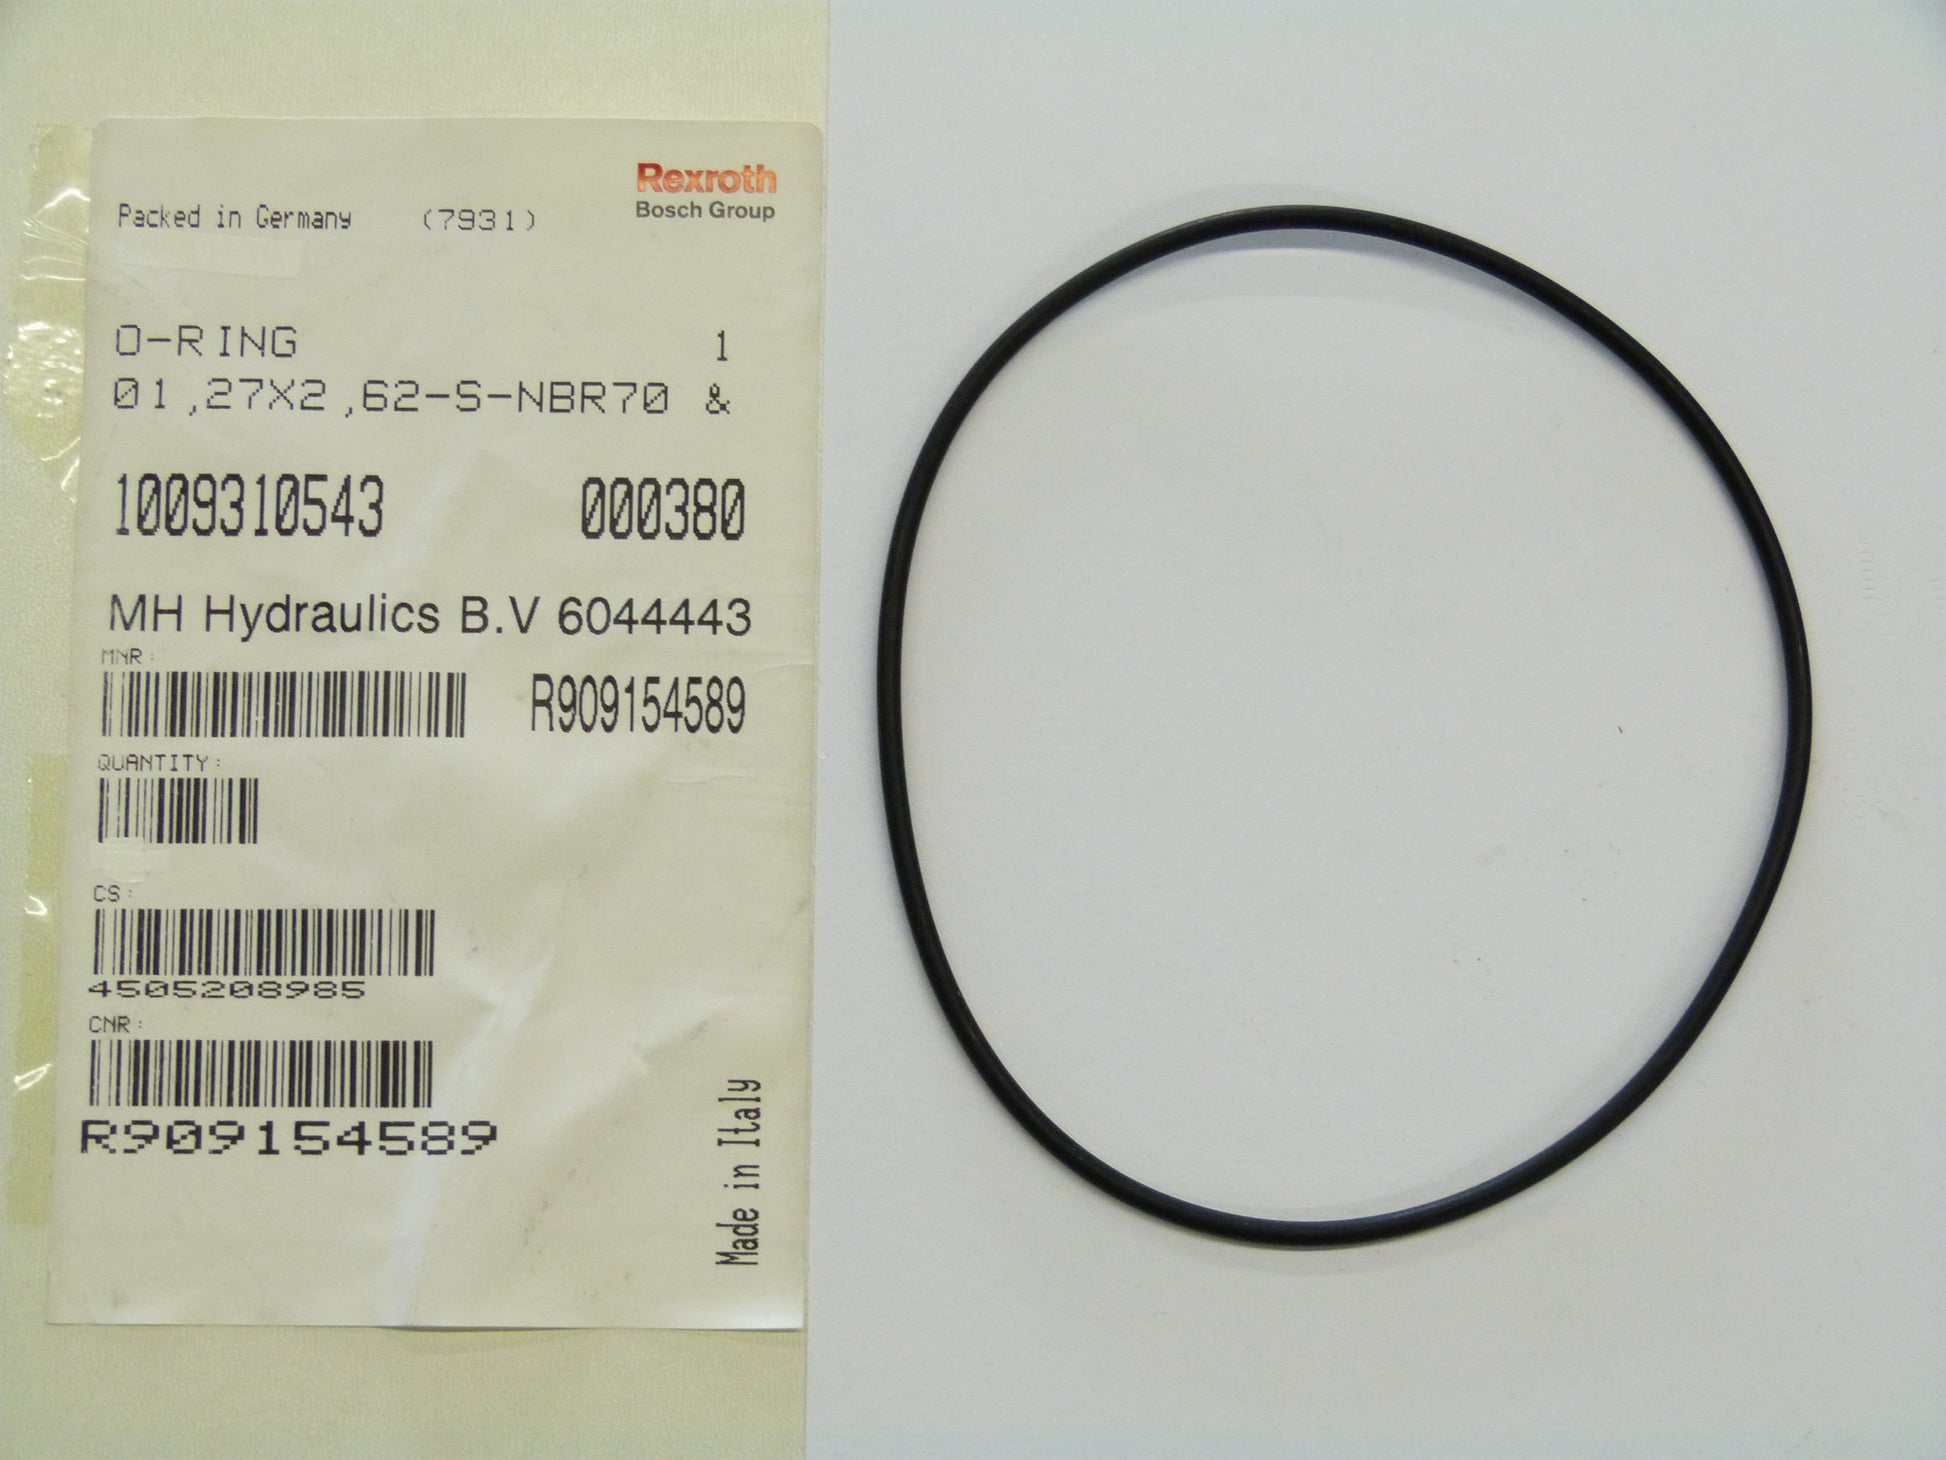 Rexroth
Bosch Group
Packed in Germany (7931)
O-RING 1
01,27X2,62-S-NBR70 &
1009310543 000380
MH Hydraulics B.V 6044443
MNR:
R909154589
QUANTITY:
CS:
4505208985
CNR:
R909154589
Made in Italy